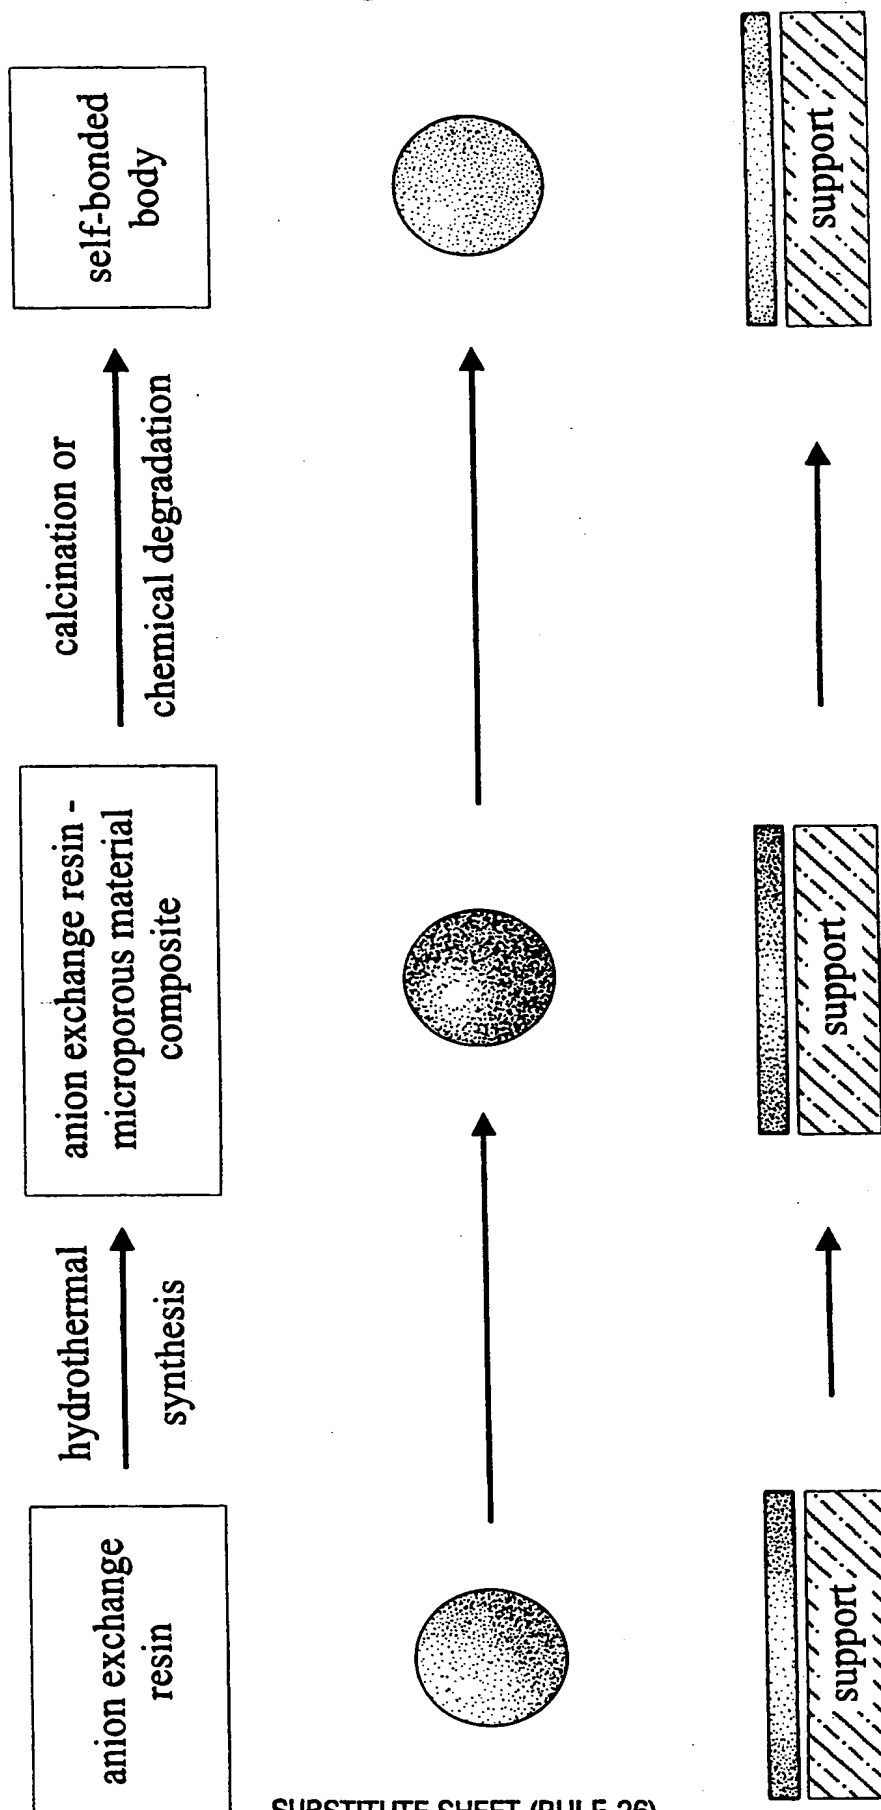 anion exchange
resin
hydrothermal
synthesis
anion exchange resin -
microporous material
composite
calcination or
chemical degradation
self-bonded
body
support
support
support
SUBSTITUTE SHEET (RULE 26)